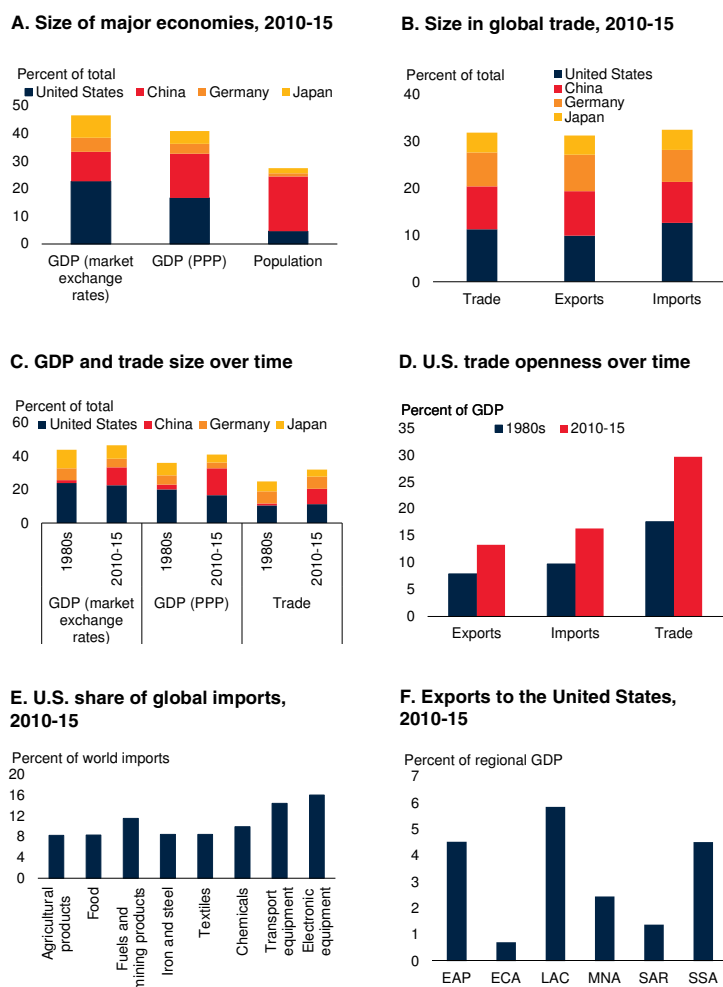 A. Size of major economies, 2010-15
Percent of total
United States China Germany Japan
50
40
30
20
10
0
GDP (market
exchange
rates)
GDP (PPP)
Population
B. Size in global trade, 2010-15
Percent of total
United States
China
Germany
Japan
40
30
20
10
0
Trade
Exports
Imports
C. GDP and trade size over time
Percent of total
United States China Germany Japan
60
40
20
0
1980s
2010-15
1980s
2010-15
1980s
2010-15
GDP (market
exchange
rates)
GDP (PPP)
Trade
D. U.S. trade openness over time
Percent of GDP
1980s 2010-15
35
30
25
20
15
10
5
0
Exports
Imports
Trade
E. U.S. share of global imports,
2010-15
Percent of world imports
20
16
12
8
4
0
Agricultural
products
Food
Fuels and
mining products
Iron and steel
Textiles
Chemicals
Transport
equipment
Electronic
equipment
F. Exports to the United States,
2010-15
Percent of regional GDP
7
6
5
4
3
2
1
0
EAP
ECA
LAC
MNA
SAR
SSA